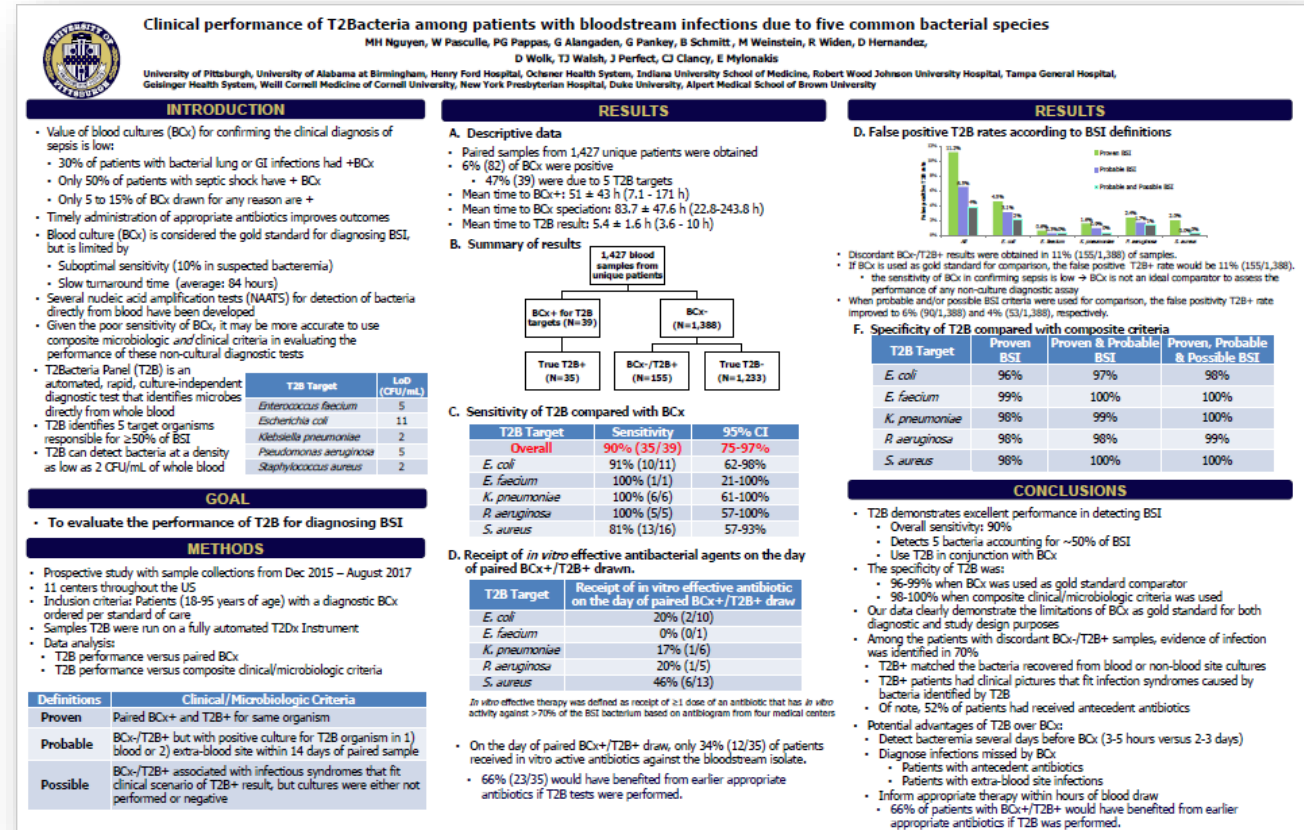 Clinical performance of T2Bacteria among patients with bloodstream infections due to five common bacterial species
MH Nguyen, W Pasculle, PG Pappas, G Alangaden, G Pankey, B Schmitt, M Weinstein, R Widen, D Hernandez,
D Wolk, TJ Walsh, J Perfect, CJ Clancy, E Mylonakis
University of Pittsburgh, University of Alabama at Birmingham, Henry Ford Hospital, Ochsner Health System, Indiana University School of Medicine, Robert Wood Johnson University Hospital, Tampa General Hospital,
Geisinger Health System, Weill Cornell Medicine of Cornell University, New York Presbyterian Hospital, Duke University, Alpert Medical School of Brown University
UNIVERSITY OF PITTSBURGH
INTRODUCTION
• Value of blood cultures (BCx) for confirming the clinical diagnosis of
sepsis is low:
• 30% of patients with bacterial lung or GI infections had +BCx
• Only 50% of patients with septic shock have + BCx
• Only 5 to 15% of BCx drawn for any reason are +
• Timely administration of appropriate antibiotics improves outcomes
• Blood culture (BCx) is considered the gold standard for diagnosing BSI,
but is limited by
• Suboptimal sensitivity (10% in suspected bacteremia)
• Slow turnaround time (average: 84 hours)
• Several nucleic acid amplification tests (NAATS) for detection of bacteria
directly from blood have been developed
• Given the poor sensitivity of BCx, it may be more accurate to use
composite microbiologic and clinical criteria in evaluating the
performance of these non-cultural diagnostic tests
• T2Bacteria Panel (T2B) is an
automated, rapid, culture-independent
diagnostic test that identifies microbes
directly from whole blood
• T2B identifies 5 target organisms
responsible for ≥50% of BSI
• T2B can detect bacteria at a density
as low as 2 CFU/mL of whole blood
T2B Target LoD (CFU/mL)
Enterococcus faecium 5
Escherichia coli 11
Klebsiella pneumoniae 2
Pseudomonas aeruginosa 5
Staphylococcus aureus 2
GOAL
• To evaluate the performance of T2B for diagnosing BSI
METHODS
• Prospective study with sample collections from Dec 2015 – August 2017
• 11 centers throughout the US
• Inclusion criteria: Patients (18-95 years of age) with a diagnostic BCx
ordered per standard of care
• Samples T2B were run on a fully automated T2Dx Instrument
• Data analysis:
• T2B performance versus paired BCx
• T2B performance versus composite clinical/microbiologic criteria
Definitions Clinical/Microbiologic Criteria
Proven Paired BCx+ and T2B+ for same organism
Probable BCx-/T2B+ but with positive culture for T2B organism in 1)
blood or 2) extra-blood site within 14 days of paired sample
Possible BCx-/T2B+ associated with infectious syndromes that fit
clinical scenario of T2B+ result, but cultures were either not
performed or negative
RESULTS
A. Descriptive data
• Paired samples from 1,427 unique patients were obtained
• 6% (82) of BCx were positive
• 47% (39) were due to 5 T2B targets
• Mean time to BCx+: 51 ± 43 h (7.1 - 171 h)
• Mean time to BCx speciation: 83.7 ± 47.6 h (22.8-243.8 h)
• Mean time to T2B result: 5.4 ± 1.6 h (3.6 - 10 h)
B. Summary of results
1,427 blood
samples from
unique patients
BCx+ for T2B
targets (N=39)
BCx-
(N=1,388)
True T2B+
(N=35)
BCx-/T2B+
(N=155)
True T2B-
(N=1,233)
C. Sensitivity of T2B compared with BCx
T2B Target Sensitivity 95% CI
Overall 90% (35/39) 75-97%
E. coli 91% (10/11) 62-98%
E. faecium 100% (1/1) 21-100%
K. pneumoniae 100% (6/6) 61-100%
P. aeruginosa 100% (5/5) 57-100%
S. aureus 81% (13/16) 57-93%
D. Receipt of in vitro effective antibacterial agents on the day
of paired BCx+/T2B+ drawn.
T2B Target Receipt of in vitro effective antibiotic
on the day of paired BCx+/T2B+ draw
E. coli 20% (2/10)
E. faecium 0% (0/1)
K. pneumoniae 17% (1/6)
P. aeruginosa 20% (1/5)
S. aureus 46% (6/13)
In vitro effective therapy was defined as receipt of ≥1 dose of an antibiotic that has in vitro
activity against >70% of the BSI bacterium based on antibiogram from four medical centers
• On the day of paired BCx+/T2B+ draw, only 34% (12/35) of patients
received in vitro active antibiotics against the bloodstream isolate.
• 66% (23/35) would have benefited from earlier appropriate
antibiotics if T2B tests were performed.
RESULTS
D. False positive T2B rates according to BSI definitions
Proven BSI
Probable BSI
Probable and Possible BSI
12%
10%
8%
6%
4%
2%
0%
11.2%
4%
All
E. coli
E. faecium
K. pneumoniae
P. aeruginosa
S. aureus
• Discordant BCx-/T2B+ results were obtained in 11% (155/1,388) of samples.
• If BCx is used as gold standard for comparison, the false positive T2B+ rate would be 11% (155/1,388).
• the sensitivity of BCx in confirming sepsis is low → BCx is not an ideal comparator to assess the
performance of any non-culture diagnostic assay
• When probable and/or possible BSI criteria were used for comparison, the false positivity T2B+ rate
improved to 6% (90/1,388) and 4% (53/1,388), respectively.
F. Specificity of T2B compared with composite criteria
T2B Target Proven BSI Proven & Probable BSI Proven, Probable & Possible BSI
E. coli 96% 97% 98%
E. faecium 99% 100% 100%
K. pneumoniae 98% 99% 100%
P. aeruginosa 98% 98% 99%
S. aureus 98% 100% 100%
CONCLUSIONS
• T2B demonstrates excellent performance in detecting BSI
• Overall sensitivity: 90%
• Detects 5 bacteria accounting for ~50% of BSI
• Use T2B in conjunction with BCx
• The specificity of T2B was:
• 96-99% when BCx was used as gold standard comparator
• 98-100% when composite clinical/microbiologic criteria was used
• Our data clearly demonstrate the limitations of BCx as gold standard for both
diagnostic and study design purposes
• Among the patients with discordant BCx-/T2B+ samples, evidence of infection
was identified in 70%
• T2B+ matched the bacteria recovered from blood or non-blood site cultures
• T2B+ patients had clinical pictures that fit infection syndromes caused by
bacteria identified by T2B
• Of note, 52% of patients had received antecedent antibiotics
• Potential advantages of T2B over BCx:
• Detect bacteremia several days before BCx (3-5 hours versus 2-3 days)
• Diagnose infections missed by BCx
• Patients with antecedent antibiotics
• Patients with extra-blood site infections
• Inform appropriate therapy within hours of blood draw
• 66% of patients with BCx+/T2B+ would have benefited from earlier
appropriate antibiotics if T2B was performed.